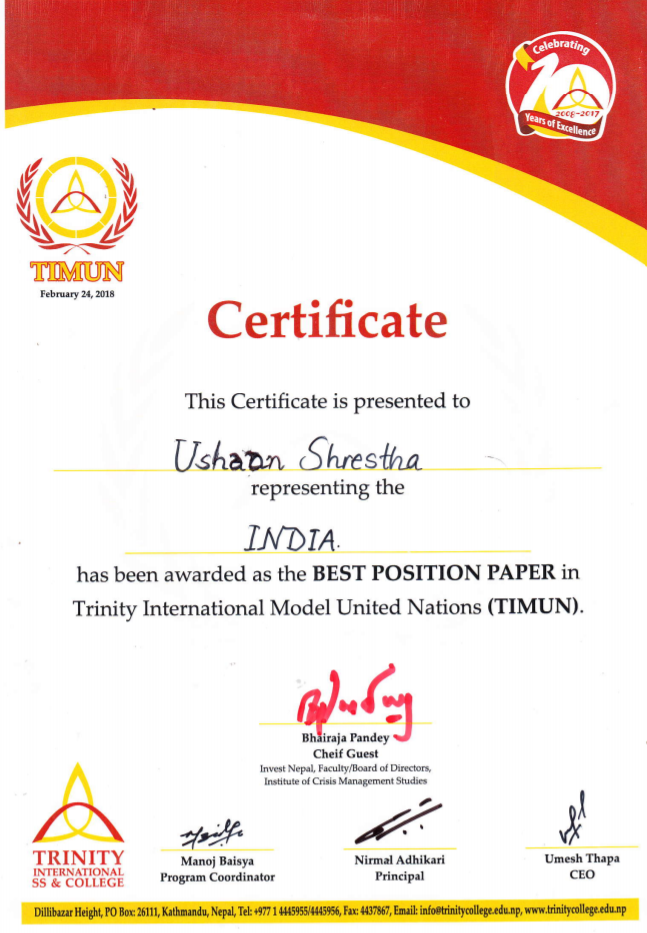 Celebrating
10
2008-2017
Years of Excellence
TIMUN
February 24, 2018
Certificate
This Certificate is presented to
Ushaan Shrestha
representing the
INDIA.
has been awarded as the BEST POSITION PAPER in
Trinity International Model United Nations (TIMUN).
Bhairaja Pandey
Cheif Guest
Invest Nepal, Faculty/Board of Directors,
Institute of Crisis Management Studies
Manoj Baisya
Program Coordinator
Nirmal Adhikari
Principal
Umesh Thapa
CEO
TRINITY
INTERNATIONAL
SS & COLLEGE
Dillibazar Height, PO Box: 26111, Kathmandu, Nepal, Tel: +977 1 4445955/4445956, Fax: 4437867, Email: info@trinitycollege.edu.np, www.trinitycollege.edu.np